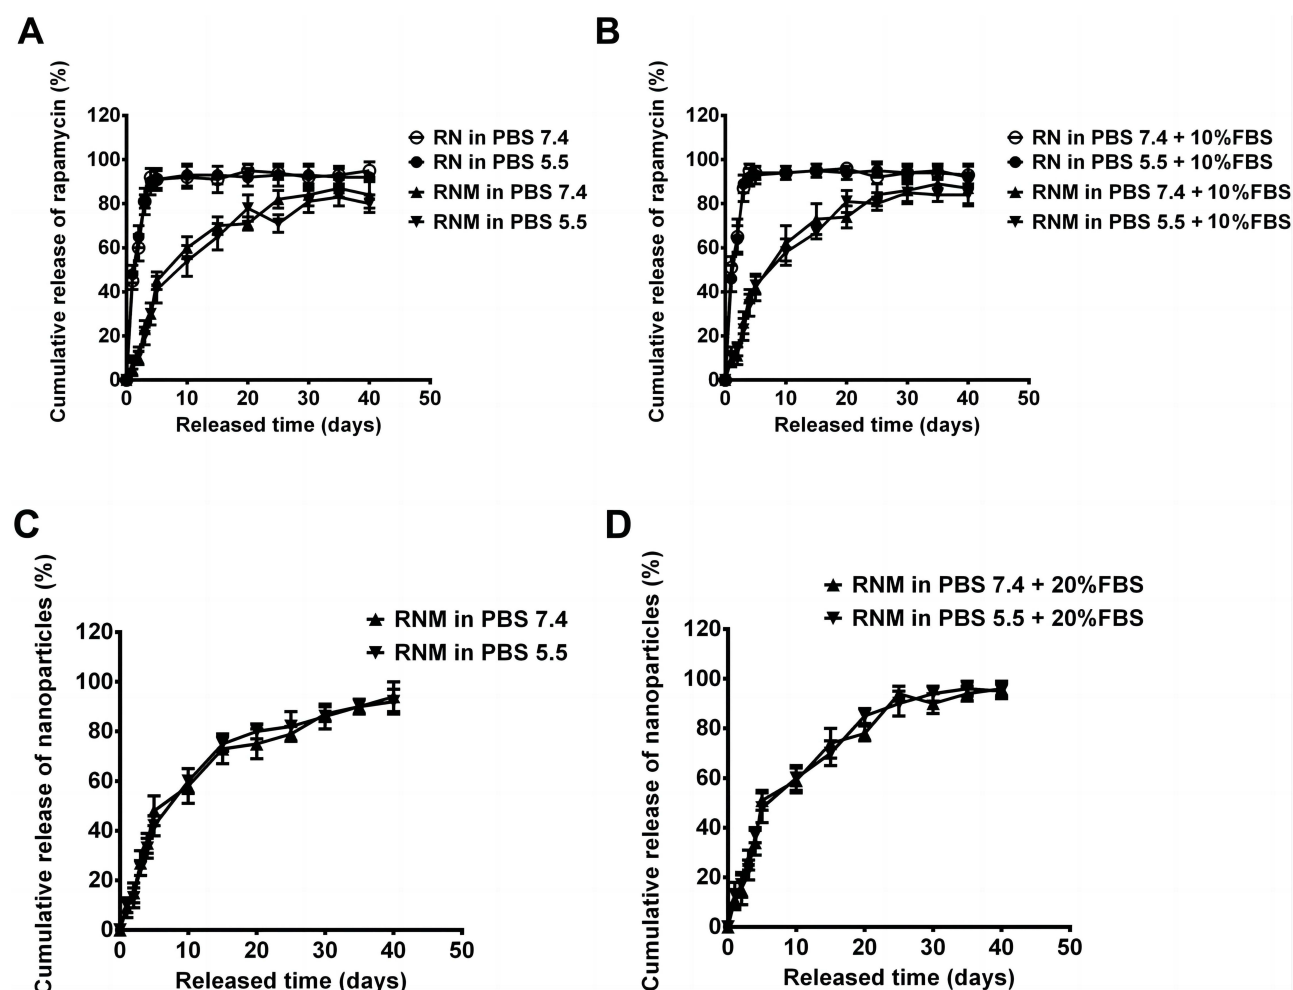 A
Cumulative release of rapamycin (%)
120
100
80
60
40
20
0
0 10 20 30 40 50
Released time (days)
RN in PBS 7.4
RN in PBS 5.5
RNM in PBS 7.4
RNM in PBS 5.5
B
Cumulative release of rapamycin (%)
120
100
80
60
40
20
0
0 10 20 30 40 50
Released time (days)
RN in PBS 7.4 + 10%FBS
RN in PBS 5.5 + 10%FBS
RNM in PBS 7.4 + 10%FBS
RNM in PBS 5.5 + 10%FBS
C
Cumulative release of nanoparticles (%)
120
100
80
60
40
20
0
0 10 20 30 40 50
Released time (days)
RNM in PBS 7.4
RNM in PBS 5.5
D
Cumulative release of nanoparticles (%)
120
100
80
60
40
20
0
0 10 20 30 40 50
Released time (days)
RNM in PBS 7.4 + 20%FBS
RNM in PBS 5.5 + 20%FBS